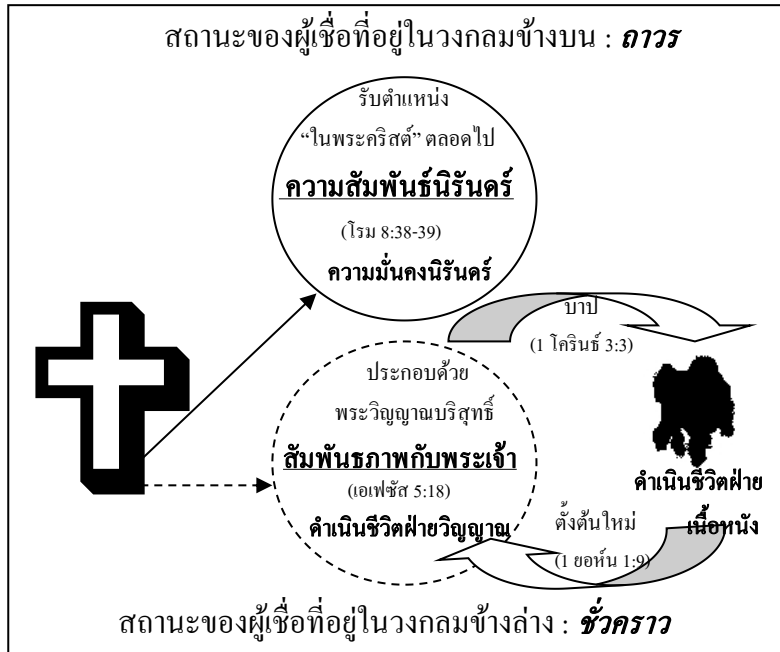 สถานะของผู้เชื่อที่อยู่ในวงกลมข้างบน : ถาวร
รับตำแหน่ง
“ในพระคริสต์” ตลอดไป
ความสัมพันธ์นิรันดร์
(โรม 8:38-39)
ความมั่นคงนิรันดร์
บาป
(1 โครินธ์ 3:3)
ประกอบด้วย
พระวิญญาณบริสุทธิ์
สัมพันธภาพกับพระเจ้า
(เอเฟซัส 5:18)
ดำเนินชีวิตฝ่ายวิญญาณ
ดำเนินชีวิตฝ่าย
เนื้อหนัง
ตั้งต้นใหม่
(1 ยอห์น 1:9)
สถานะของผู้เชื่อที่อยู่ในวงกลมข้างล่าง : ชั่วคราว